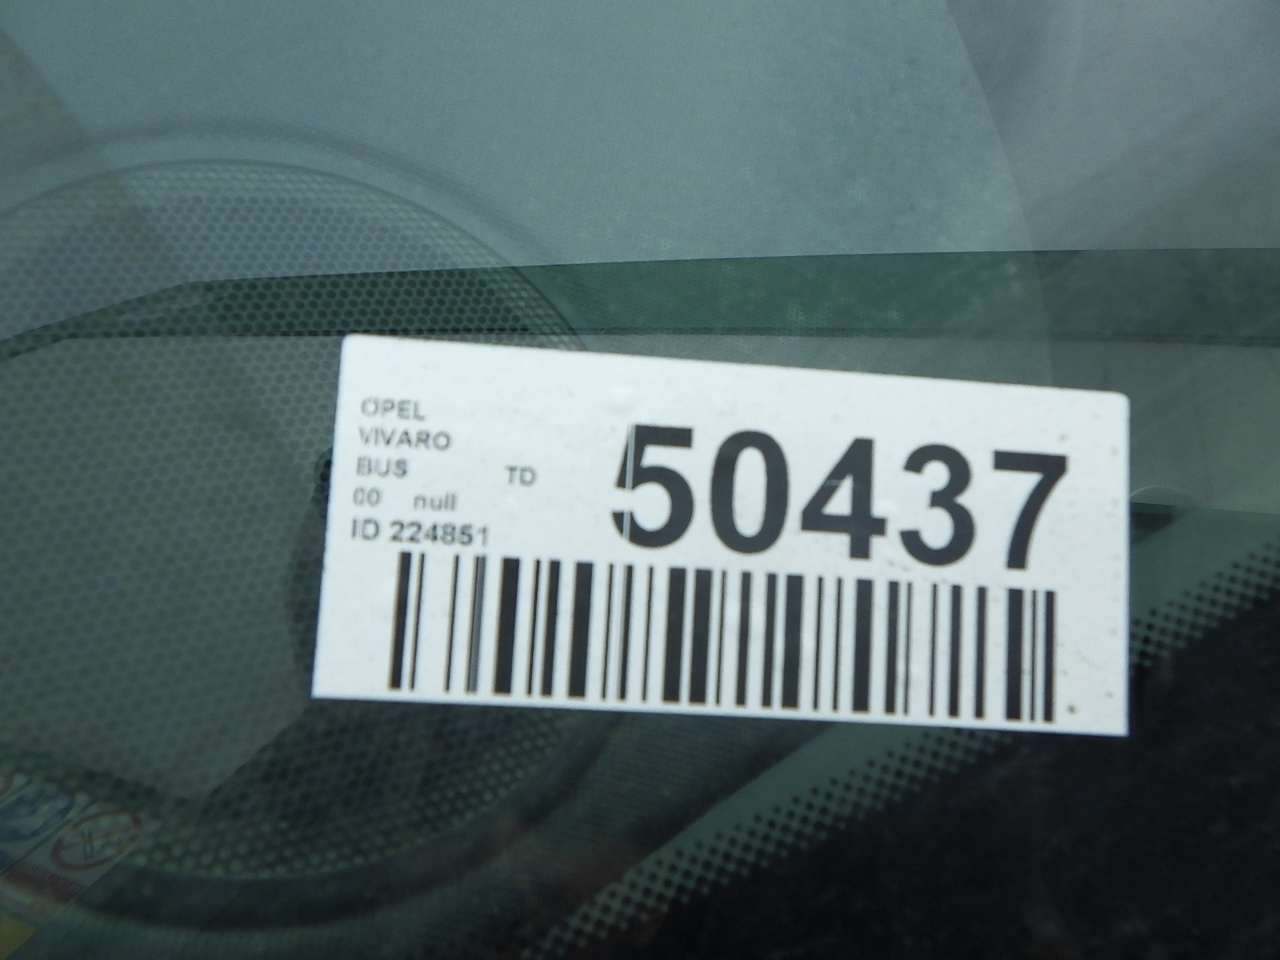 OPEL
VIVARO
BUS TD
00 null
ID 224851
50437